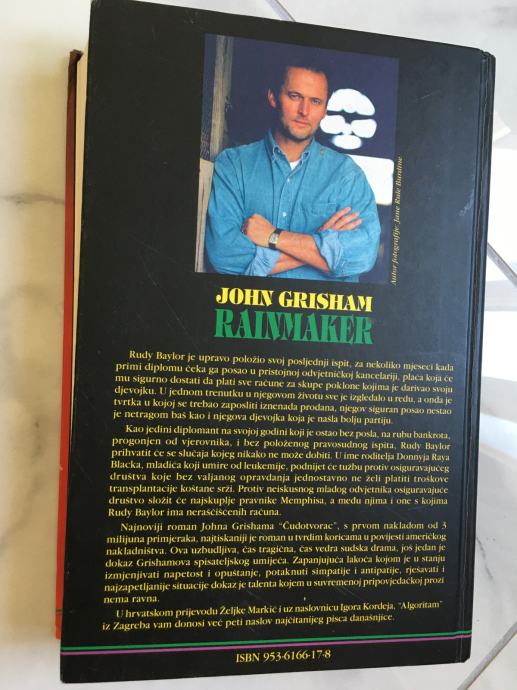 Autor fotografije: Jane Rule Burdine
JOHN GRISHAM
RAINMAKER
Rudy Baylor je upravo položio svoj posljednji ispit, za nekoliko mjeseci kada
primi diplomu čeka ga posao u pristojnoj odvjetničkoj kancelariji, plaća koja će
mu sigurno dostati da plati sve račune za skupe poklone kojima je darivao svoju
djevojku. U jednom trenutku u njegovom životu sve je izgledalo u redu, a onda je
tvrtka u kojoj se trebao zaposliti iznenada prodana, njegov siguran posao nestao
je netragom baš kao i njegova djevojka koja je našla bolju partiju.
Kao jedini diplomant na svojoj godini koji je ostao bez posla, na rubu bankrota,
progonjen od vjerovnika, i bez položenog pravosudnog ispita, Rudy Baylor
prihvatit će se slučaja kojeg nikako ne može dobiti. U ime roditelja Donnyja Raya
Blacka, mladića koji umire od leukemije, podnijet će tužbu protiv osiguravajućeg
društva koje bez valjanog opravdanja jednostavno ne želi platiti troškove
transplantacije koštane srži. Protiv neiskusnog mladog odvjetnika osiguravajuće
društvo složit će najskuplje pravnike Memphisa, a među njima i one s kojima
Rudy Baylor ima neraščišćenih računa.
Najnoviji roman Johna Grishama "Čudotvorac", s prvom nakladom od 3
milijuna primjeraka, najtiskaniji je roman u tvrdim koricama u povijesti američkog
nakladništva. Ova uzbudljiva, čas tragična, čas vedra sudska drama, još jedan je
dokaz Grishamova spisateljskog umijeća. Zapanjujuća lakoća kojom je u stanju
izmjenjivati napetost i opuštanje, potaknuti simpatije i antipatije, rješavati i
najzapetljanije situacije dokaz je talenta kojem u suvremenoj pripovjedačkoj prozi
nema ravna.
U hrvatskom prijevodu Željke Markić i uz naslovnicu Igora Kordeja, "Algoritam"
iz Zagreba vam donosi već peti naslov najčitanijeg pisca današnjice.
ISBN 953-6166-17-8